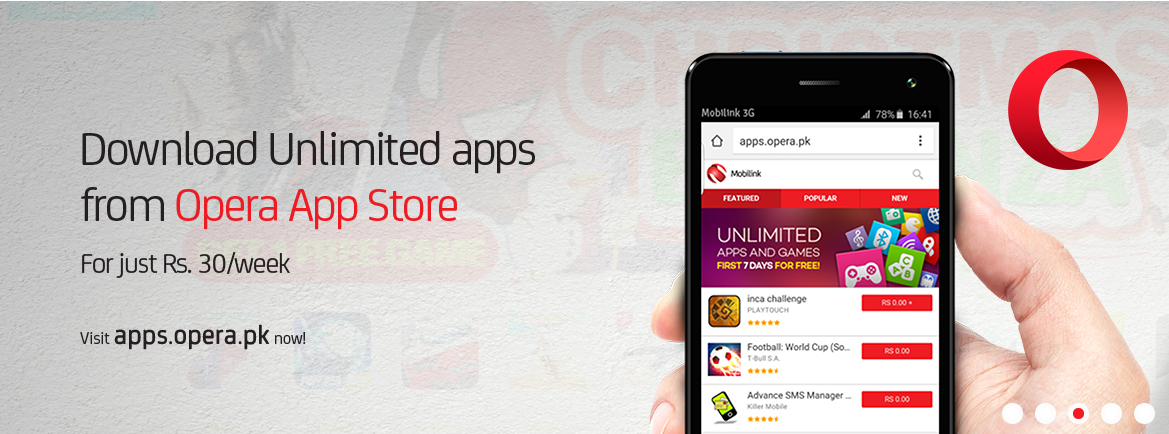 Download Unlimited apps
from Opera App Store
For just Rs. 30/week
Visit apps.opera.pk now!
Mobilink 3G 78% 16:41
apps.opera.pk
Mobilink
FEATURED POPULAR NEW
UNLIMITED
APPS AND GAMES
FIRST 7 DAYS FOR FREE!
inca challenge
PLAYTOUCH
RS 0.00 +
Football: World Cup (So...
T-Bull S.A.
RS 0.00
Advance SMS Manager ...
Killer Mobile
RS 0.00
CHRISTMAS